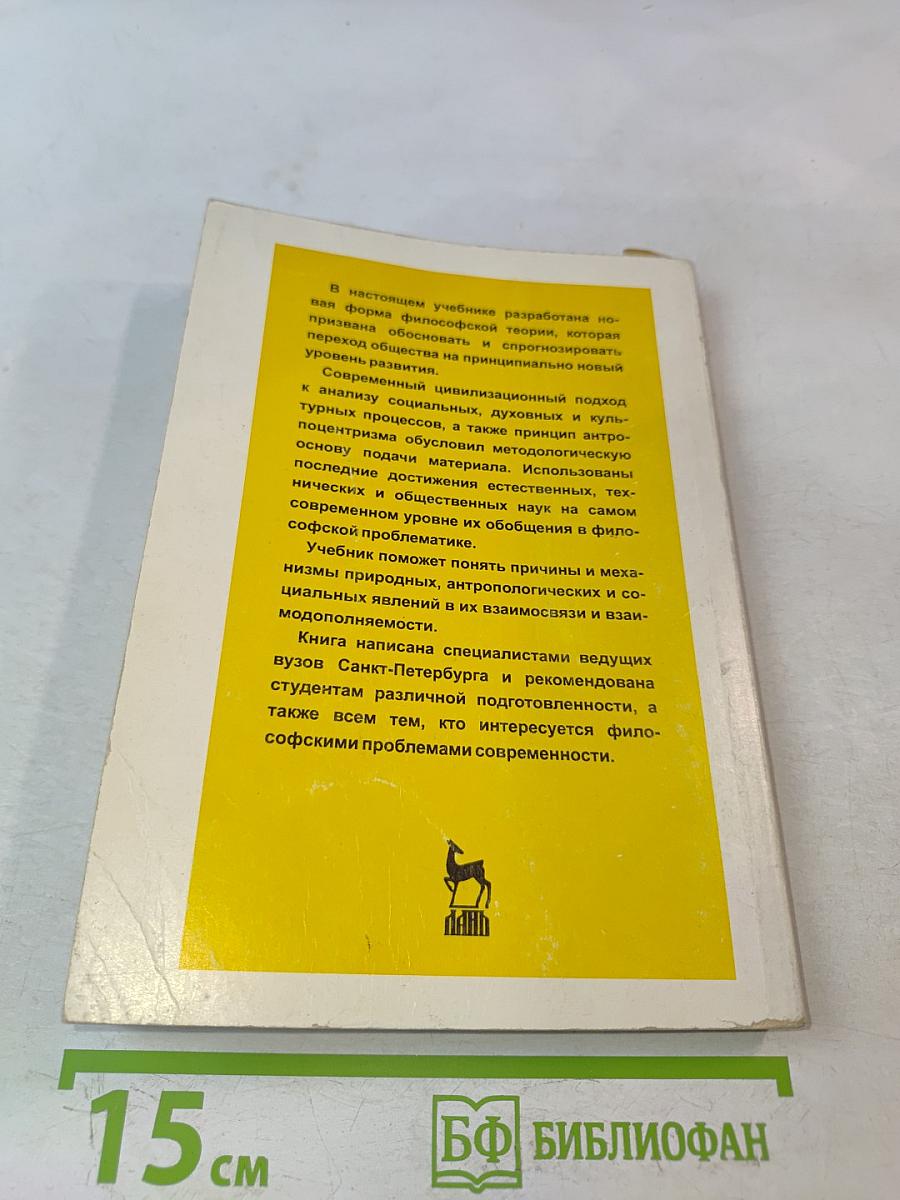 В настоящем учебнике разработана но-
вая форма философской теории, которая
призвана обосновать и спрогнозировать
переход общества на принципиально новый
уровень развития.
Современный цивилизационный подход
к анализу социальных, духовных и куль-
турных процессов, а также принцип антро-
поцентризма обусловил методологическую
основу подачи материала. Использованы
последние достижения естественных, тех-
нических и общественных наук на самом
современном уровне их обобщения в фило-
софской проблематике.
Учебник поможет понять причины и меха-
низмы природных, антропологических и со-
циальных явлений в их взаимосвязи и взаи-
модополняемости.
Книга написана специалистами ведущих
вузов Санкт-Петербурга и рекомендована
студентам различной подготовленности, а
также всем тем, кто интересуется фило-
софскими проблемами современности.
ЛАНЬ
15 см
БФ БИБЛИОФАН